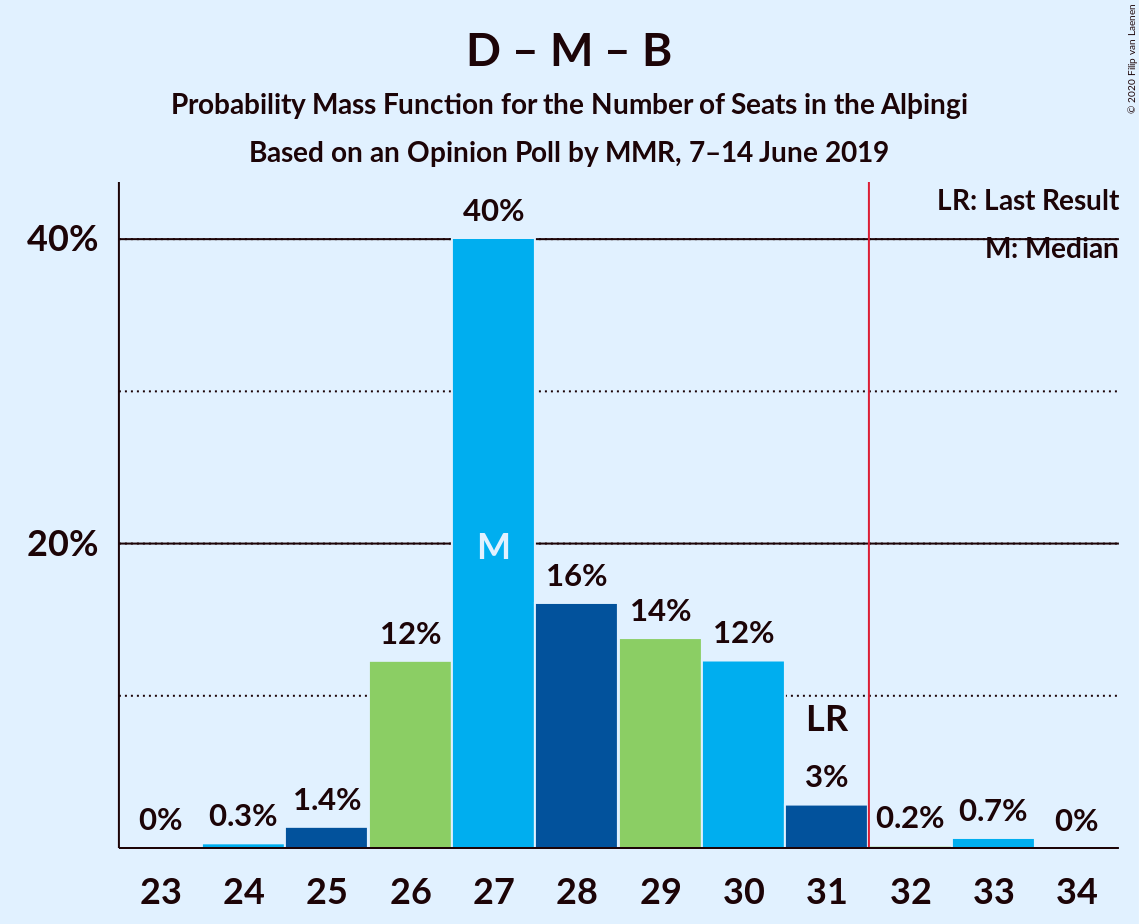 D – M – B
Probability Mass Function for the Number of Seats in the Alþingi
Based on an Opinion Poll by MMR, 7–14 June 2019
© 2020 Filip van Laenen
LR: Last Result
M: Median
40%
20%
0%
0.3%
1.4%
12%
40%
M
16%
14%
12%
LR
3%
0.2%
0.7%
0%
23 24 25 26 27 28 29 30 31 32 33 34